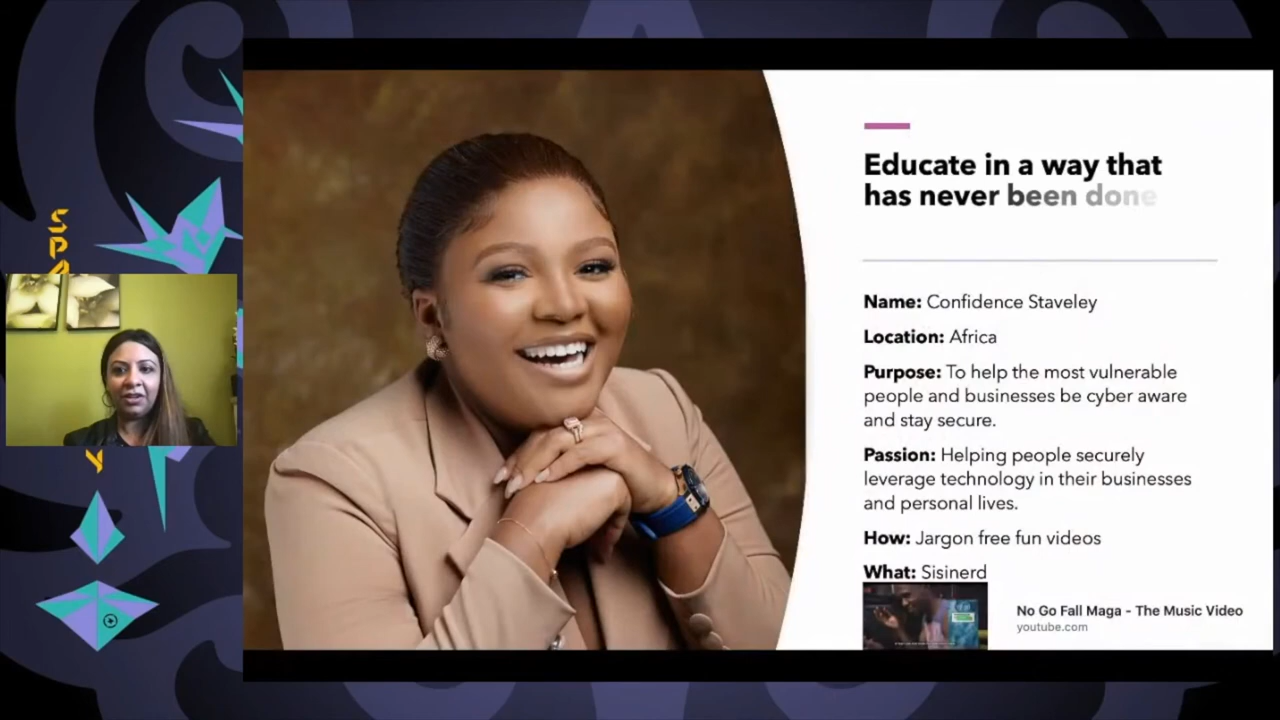 Educate in a way that
has never been done
Name: Confidence Staveley
Location: Africa
Purpose: To help the most vulnerable
people and businesses be cyber aware
and stay secure.
Passion: Helping people securely
leverage technology in their businesses
and personal lives.
How: Jargon free fun videos
What: Sisinerd
No Go Fall Maga - The Music Video
youtube.com